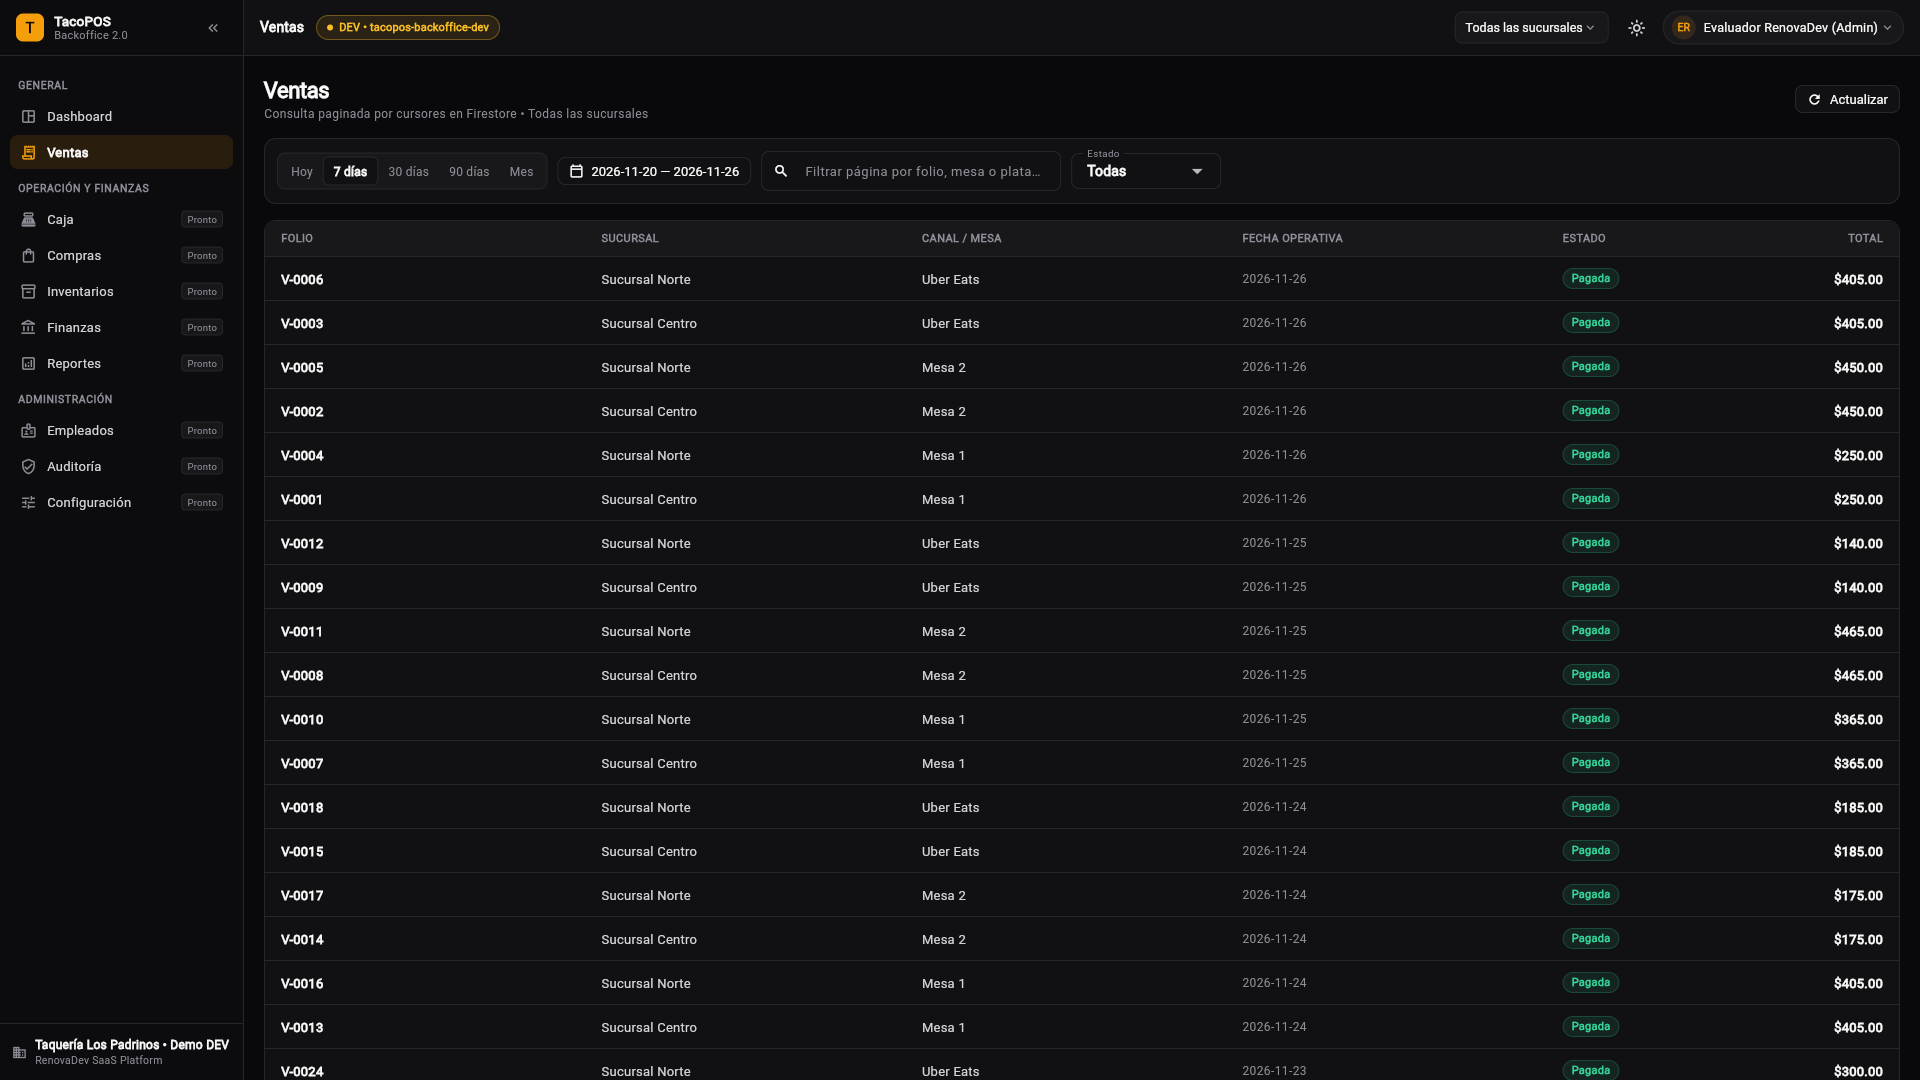 T
TacoPOS
Backoffice 2.0
Ventas
DEV • tacopos-backoffice-dev
Todas las sucursales
ER
Evaluador RenovaDev (Admin)
GENERAL
Dashboard
Ventas
OPERACIÓN Y FINANZAS
Caja Pronto
Compras Pronto
Inventarios Pronto
Finanzas Pronto
Reportes Pronto
ADMINISTRACIÓN
Empleados Pronto
Auditoría Pronto
Configuración Pronto
Taquería Los Padrinos • Demo DEV
RenovaDev SaaS Platform
Ventas
Consulta paginada por cursores en Firestore • Todas las sucursales
Actualizar
Hoy 7 días 30 días 90 días Mes
2026-11-20 — 2026-11-26
Filtrar página por folio, mesa o plata...
Estado
Todas
FOLIO SUCURSAL CANAL / MESA FECHA OPERATIVA ESTADO TOTAL
V-0006 Sucursal Norte Uber Eats 2026-11-26 Pagada $405.00
V-0003 Sucursal Centro Uber Eats 2026-11-26 Pagada $405.00
V-0005 Sucursal Norte Mesa 2 2026-11-26 Pagada $450.00
V-0002 Sucursal Centro Mesa 2 2026-11-26 Pagada $450.00
V-0004 Sucursal Norte Mesa 1 2026-11-26 Pagada $250.00
V-0001 Sucursal Centro Mesa 1 2026-11-26 Pagada $250.00
V-0012 Sucursal Norte Uber Eats 2026-11-25 Pagada $140.00
V-0009 Sucursal Centro Uber Eats 2026-11-25 Pagada $140.00
V-0011 Sucursal Norte Mesa 2 2026-11-25 Pagada $465.00
V-0008 Sucursal Centro Mesa 2 2026-11-25 Pagada $465.00
V-0010 Sucursal Norte Mesa 1 2026-11-25 Pagada $365.00
V-0007 Sucursal Centro Mesa 1 2026-11-25 Pagada $365.00
V-0018 Sucursal Norte Uber Eats 2026-11-24 Pagada $185.00
V-0015 Sucursal Centro Uber Eats 2026-11-24 Pagada $185.00
V-0017 Sucursal Norte Mesa 2 2026-11-24 Pagada $175.00
V-0014 Sucursal Centro Mesa 2 2026-11-24 Pagada $175.00
V-0016 Sucursal Norte Mesa 1 2026-11-24 Pagada $405.00
V-0013 Sucursal Centro Mesa 1 2026-11-24 Pagada $405.00
V-0024 Sucursal Norte Uber Eats 2026-11-23 Pagada $300.00